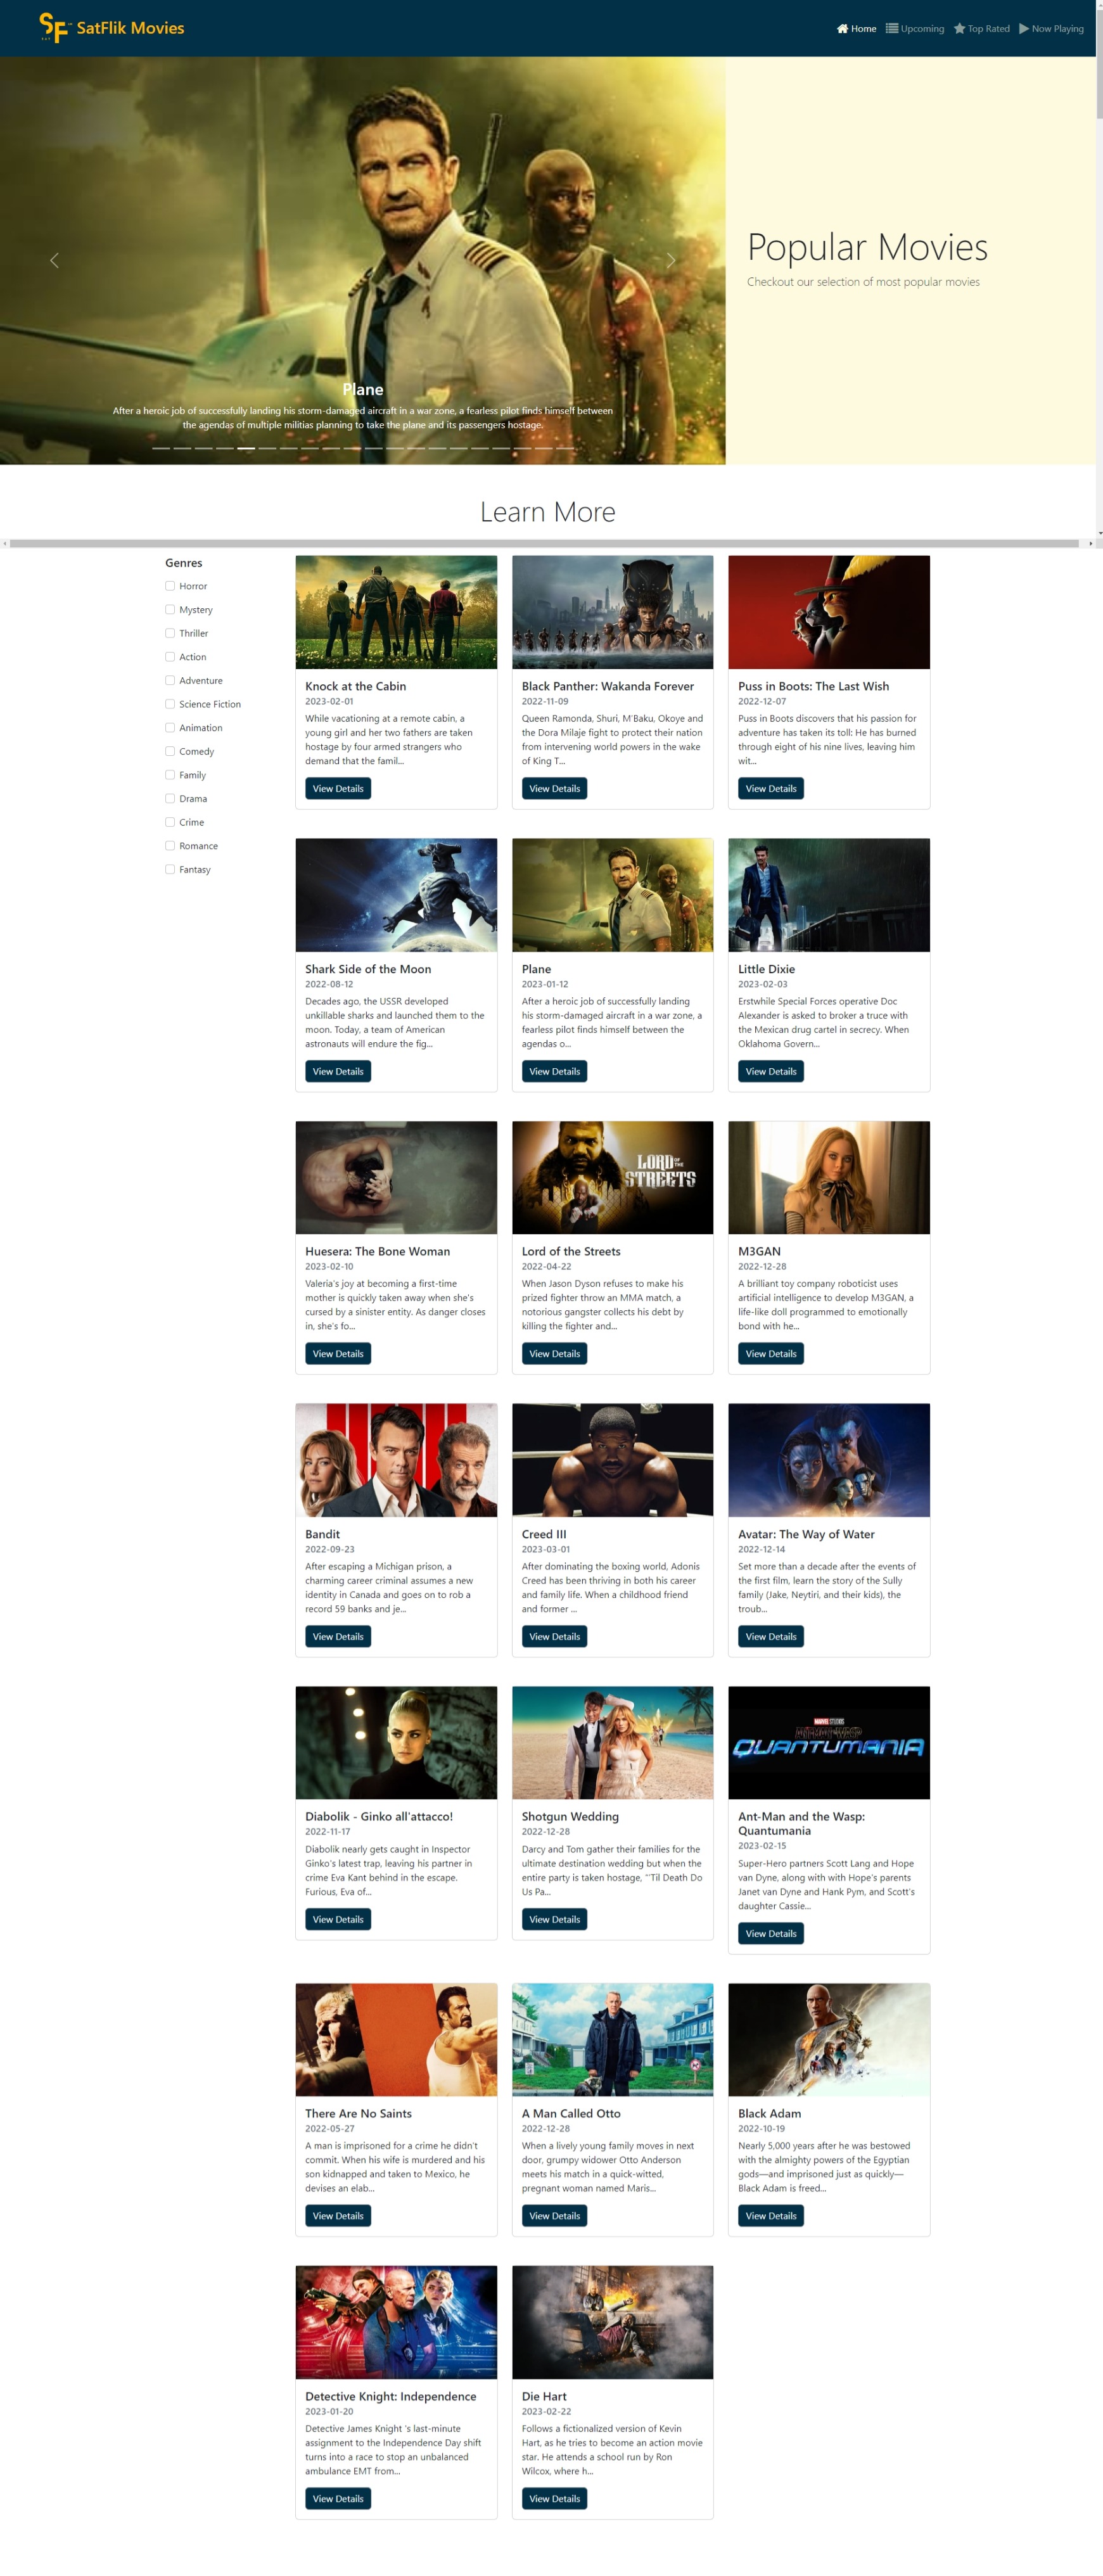 SF SatFlik Movies
Home Upcoming Top Rated Now Playing
Popular Movies
Checkout our selection of most popular movies
Plane
After a heroic job of successfully landing his storm-damaged aircraft in a war zone, a fearless pilot finds himself between
the agendas of multiple militias planning to take the plane and its passengers hostage.
Learn More
Genres
Horror
Mystery
Thriller
Action
Adventure
Science Fiction
Animation
Comedy
Family
Drama
Crime
Romance
Fantasy
Knock at the Cabin
2023-02-01
While vacationing at a remote cabin, a
young girl and her two fathers are taken
hostage by four armed strangers who
demand that the famil...
View Details
Black Panther: Wakanda Forever
2022-11-09
Queen Ramonda, Shuri, M'Baku, Okoye and
the Dora Milaje fight to protect their nation
from intervening world powers in the wake
of King T...
View Details
Puss in Boots: The Last Wish
2022-12-07
Puss in Boots discovers that his passion for
adventure has taken its toll: He has burned
through eight of his nine lives, leaving him
wit...
View Details
Shark Side of the Moon
2022-08-12
Decades ago, the USSR developed
unkillable sharks and launched them to the
moon. Today, a team of American
astronauts will endure the fig...
View Details
Plane
2023-01-12
After a heroic job of successfully landing
his storm-damaged aircraft in a war zone, a
fearless pilot finds himself between the
agendas o...
View Details
Little Dixie
2023-02-03
Erstwhile Special Forces operative Doc
Alexander is asked to broker a truce with
the Mexican drug cartel in secrecy. When
Oklahoma Govern...
View Details
Huesera: The Bone Woman
2023-02-10
Valeria's joy at becoming a first-time
mother is quickly taken away when she's
cursed by a sinister entity. As danger closes
in, she's fo...
View Details
LORD OF THE
STREETS
Lord of the Streets
2022-04-22
When Jason Dyson refuses to make his
prized fighter throw an MMA match, a
notorious gangster collects his debt by
killing the fighter and...
View Details
M3GAN
2022-12-28
A brilliant toy company roboticist uses
artificial intelligence to develop M3GAN, a
life-like doll programmed to emotionally
bond with he...
View Details
Bandit
2022-09-23
After escaping a Michigan prison, a
charming career criminal assumes a new
identity in Canada and goes on to rob a
record 59 banks and je...
View Details
Creed III
2023-03-01
After dominating the boxing world, Adonis
Creed has been thriving in both his career
and family life. When a childhood friend
and former ...
View Details
Avatar: The Way of Water
2022-12-14
Set more than a decade after the events of
the first film, learn the story of the Sully
family (Jake, Neytiri, and their kids), the
troub...
View Details
Diabolik - Ginko all'attacco!
2022-11-17
Diabolik nearly gets caught in Inspector
Ginko's latest trap, leaving his partner in
crime Eva Kant behind in the escape.
Furious, Eva of...
View Details
Shotgun Wedding
2022-12-28
Darcy and Tom gather their families for the
ultimate destination wedding but when the
entire party is taken hostage, "'Til Death Do
Us Pa...
View Details
MARVEL STUDIOS
ANT-MAN AND THE WASP
QUANTUMANIA
Ant-Man and the Wasp:
Quantumania
2023-02-15
Super-Hero partners Scott Lang and Hope
van Dyne, along with with Hope's parents
Janet van Dyne and Hank Pym, and Scott's
daughter Cassie...
View Details
There Are No Saints
2022-05-27
A man is imprisoned for a crime he didn't
commit. When his wife is murdered and his
son kidnapped and taken to Mexico, he
devises an elab...
View Details
A Man Called Otto
2022-12-28
When a lively young family moves in next
door, grumpy widower Otto Anderson
meets his match in a quick-witted,
pregnant woman named Maris...
View Details
Black Adam
2022-10-19
Nearly 5,000 years after he was bestowed
with the almighty powers of the Egyptian
gods—and imprisoned just as quickly—
Black Adam is freed...
View Details
Detective Knight: Independence
2023-01-20
Detective James Knight 's last-minute
assignment to the Independence Day shift
turns into a race to stop an unbalanced
ambulance EMT from...
View Details
Die Hart
2023-02-22
Follows a fictionalized version of Kevin
Hart, as he tries to become an action movie
star. He attends a school run by Ron
Wilcox, where h...
View Details